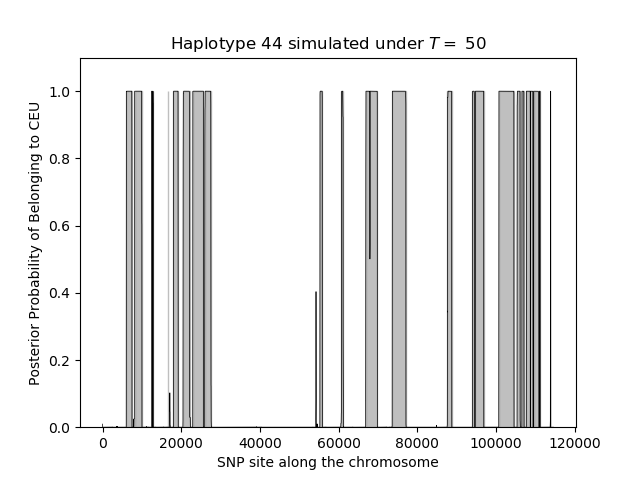 Haplotype 44 simulated under T = 50
Posterior Probability of Belonging to CEU
1.0
0.8
0.6
0.4
0.2
0.0
0 20000 40000 60000 80000 100000 120000
SNP site along the chromosome